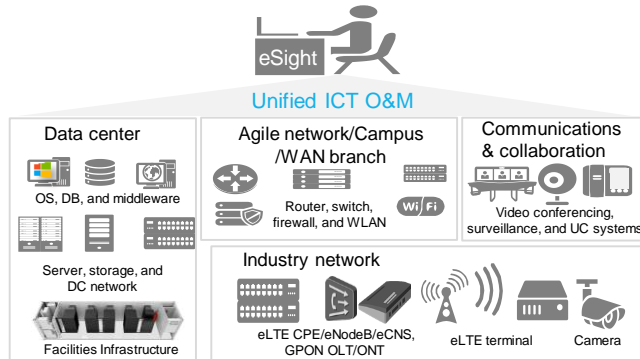 eSight
Unified ICT O&M
Data center
OS, DB, and middleware
Server, storage, and
DC network
Facilities Infrastructure
Agile network/Campus
/WAN branch
Router, switch,
firewall, and WLAN
Wi Fi
Communications
& collaboration
Video conferencing,
surveillance, and UC systems
Industry network
eLTE CPE/eNodeB/eCNS,
GPON OLT/ONT
eLTE terminal
Camera